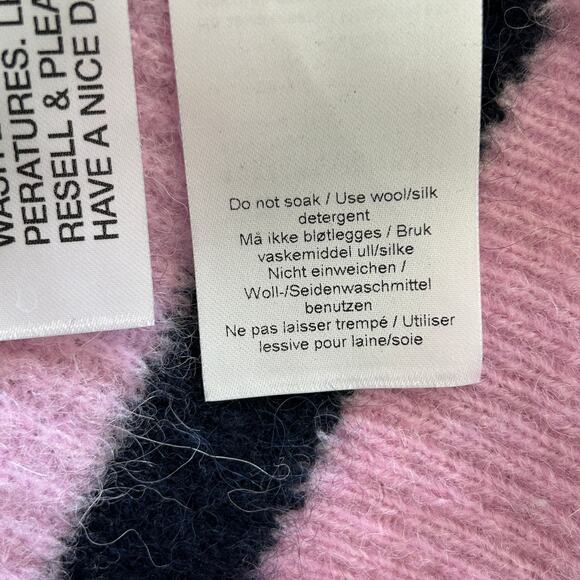 WASH
PERATURES. L
RESELL & PLEA
HAVE A NICE D
Do not soak / Use wool/silk
detergent
Må ikke bløtlegges / Bruk
vaskemiddel ull/silke
Nicht einweichen /
Woll-/Seidenwaschmittel
benutzen
Ne pas laisser trempé / Utiliser
lessive pour laine/soie